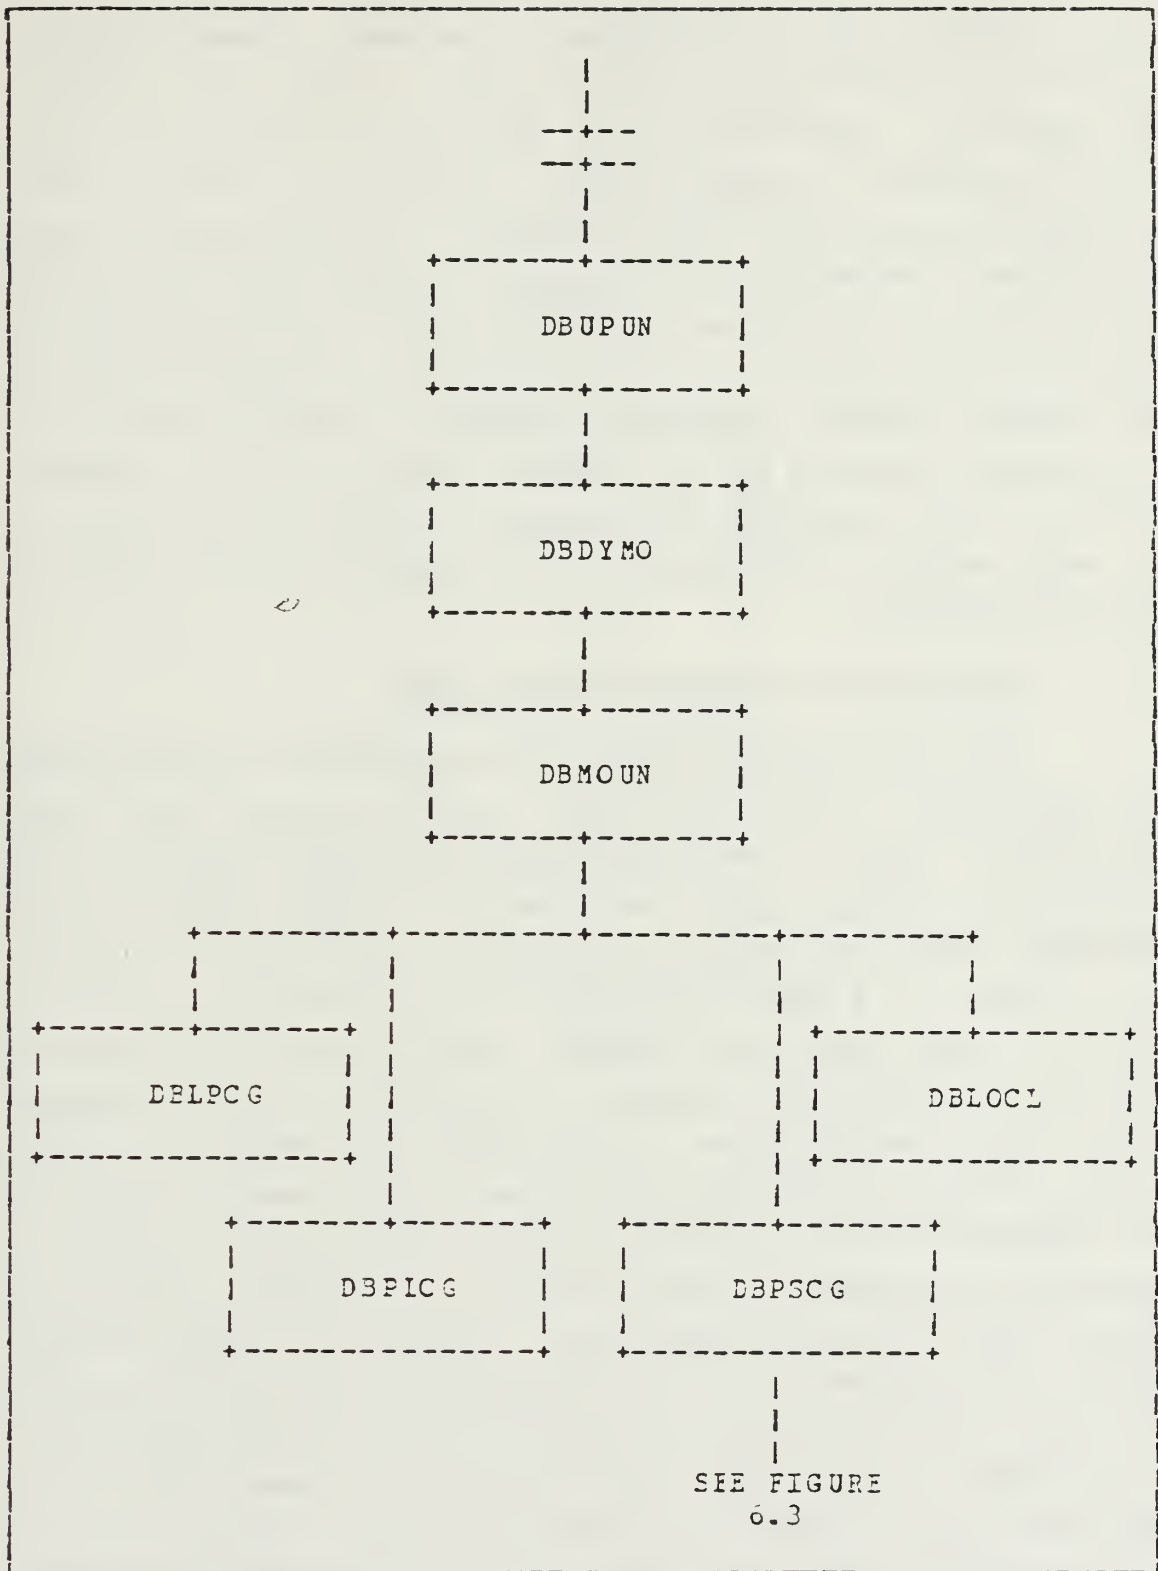 DBUPUN
DBDYMO
DBMOUN
DBLPCG
DBLOCL
DBPICG
DBPSCG
SEE FIGURE
6.3